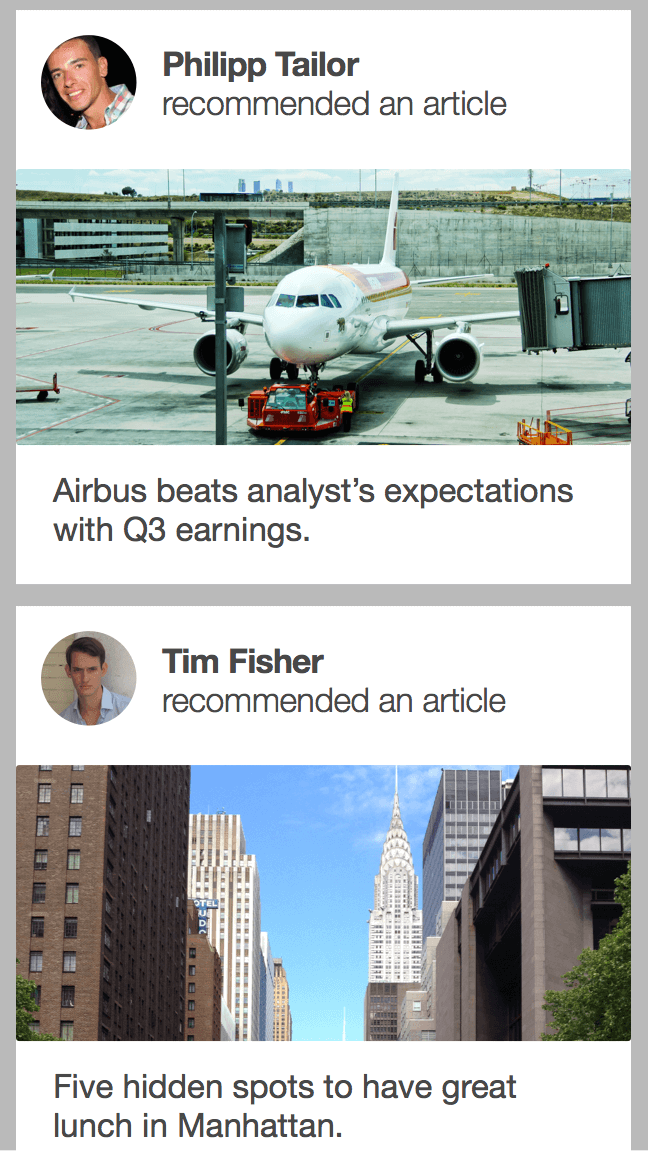 Philipp Tailor
recommended an article
Airbus beats analyst’s expectations
with Q3 earnings.
Tim Fisher
recommended an article
Five hidden spots to have great
lunch in Manhattan.